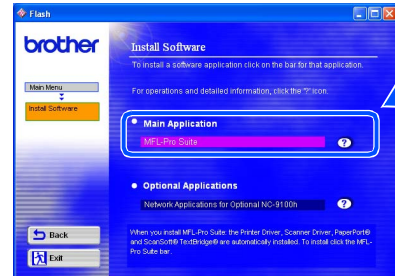 Flash
brother
Install Software
To install a software application click on the bar for that application.
Main Menu
For operations and detailed information, click the "?" icon.
Install Software
Main Application
MFL-Pro Suite
?
Optional Applications
Network Applications for Optional NC-9100h
?
Back
When you install MFL-Pro Suite: the Printer Driver, Scanner Driver, PaperPort®
and ScanSoft® TextBridge® are automatically installed. To install click the MFL-
Pro Suite bar.
Exit